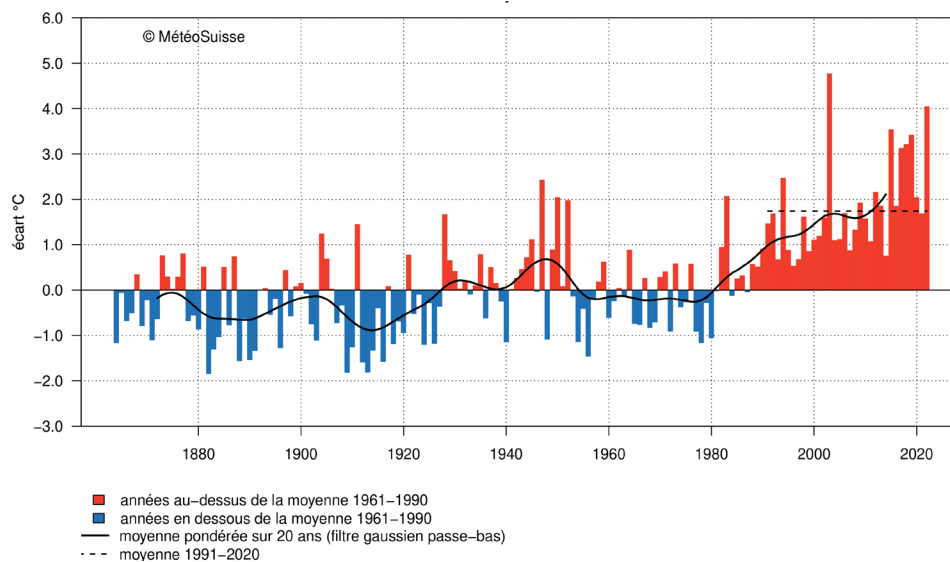 © MétéoSuisse
écart °C
6.0
5.0
4.0
3.0
2.0
1.0
0.0
−1.0
−2.0
−3.0
1880 1900 1920 1940 1960 1980 2000 2020
années au−dessus de la moyenne 1961−1990
années en dessous de la moyenne 1961−1990
moyenne pondérée sur 20 ans (filtre gaussien passe−bas)
moyenne 1991−2020